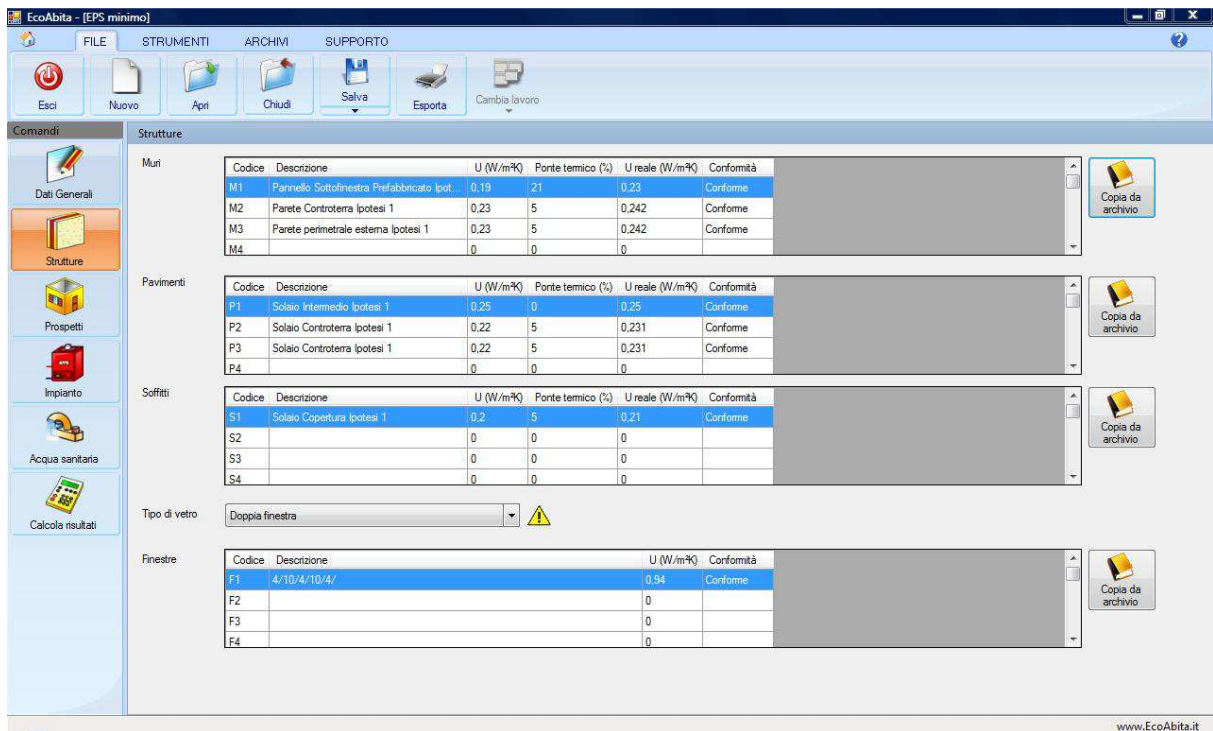 EcoAbita - [EPS minimo]
FILE STRUMENTI ARCHIVI SUPPORTO
Esci Nuovo Apri Chiudi Salva Esporta Cambia lavoro
Comandi
Dati Generali
Strutture
Prospetti
Impianto
Acqua sanitaria
Calcola risultati
Strutture
Muri
Codice Descrizione U (W/m²K) Ponte termico (%) U reale (W/m²K) Conformità
M1 Pannello Sottofinestra Prefabbricato Ipot... 0,19 21 0,23 Conforme
M2 Parete Controterra Ipotesi 1 0,23 5 0,242 Conforme
M3 Parete perimetrale esterna Ipotesi 1 0,23 5 0,242 Conforme
M4 0 0 0
Copia da
archivio
Pavimenti
Codice Descrizione U (W/m²K) Ponte termico (%) U reale (W/m²K) Conformità
P1 Solaio Intermedio Ipotesi 1 0,25 0 0,25 Conforme
P2 Solaio Controterra Ipotesi 1 0,22 5 0,231 Conforme
P3 Solaio Controterra Ipotesi 1 0,22 5 0,231 Conforme
P4 0 0 0
Copia da
archivio
Soffitti
Codice Descrizione U (W/m²K) Ponte termico (%) U reale (W/m²K) Conformità
S1 Solaio Copertura Ipotesi 1 0,2 5 0,21 Conforme
S2 0 0 0
S3 0 0 0
S4 0 0 0
Copia da
archivio
Tipo di vetro Doppia finestra
Finestre
Codice Descrizione U (W/m²K) Conformità
F1 4/10/4/10/4/ 0,94 Conforme
F2 0
F3 0
F4 0
Copia da
archivio
www.EcoAbita.it